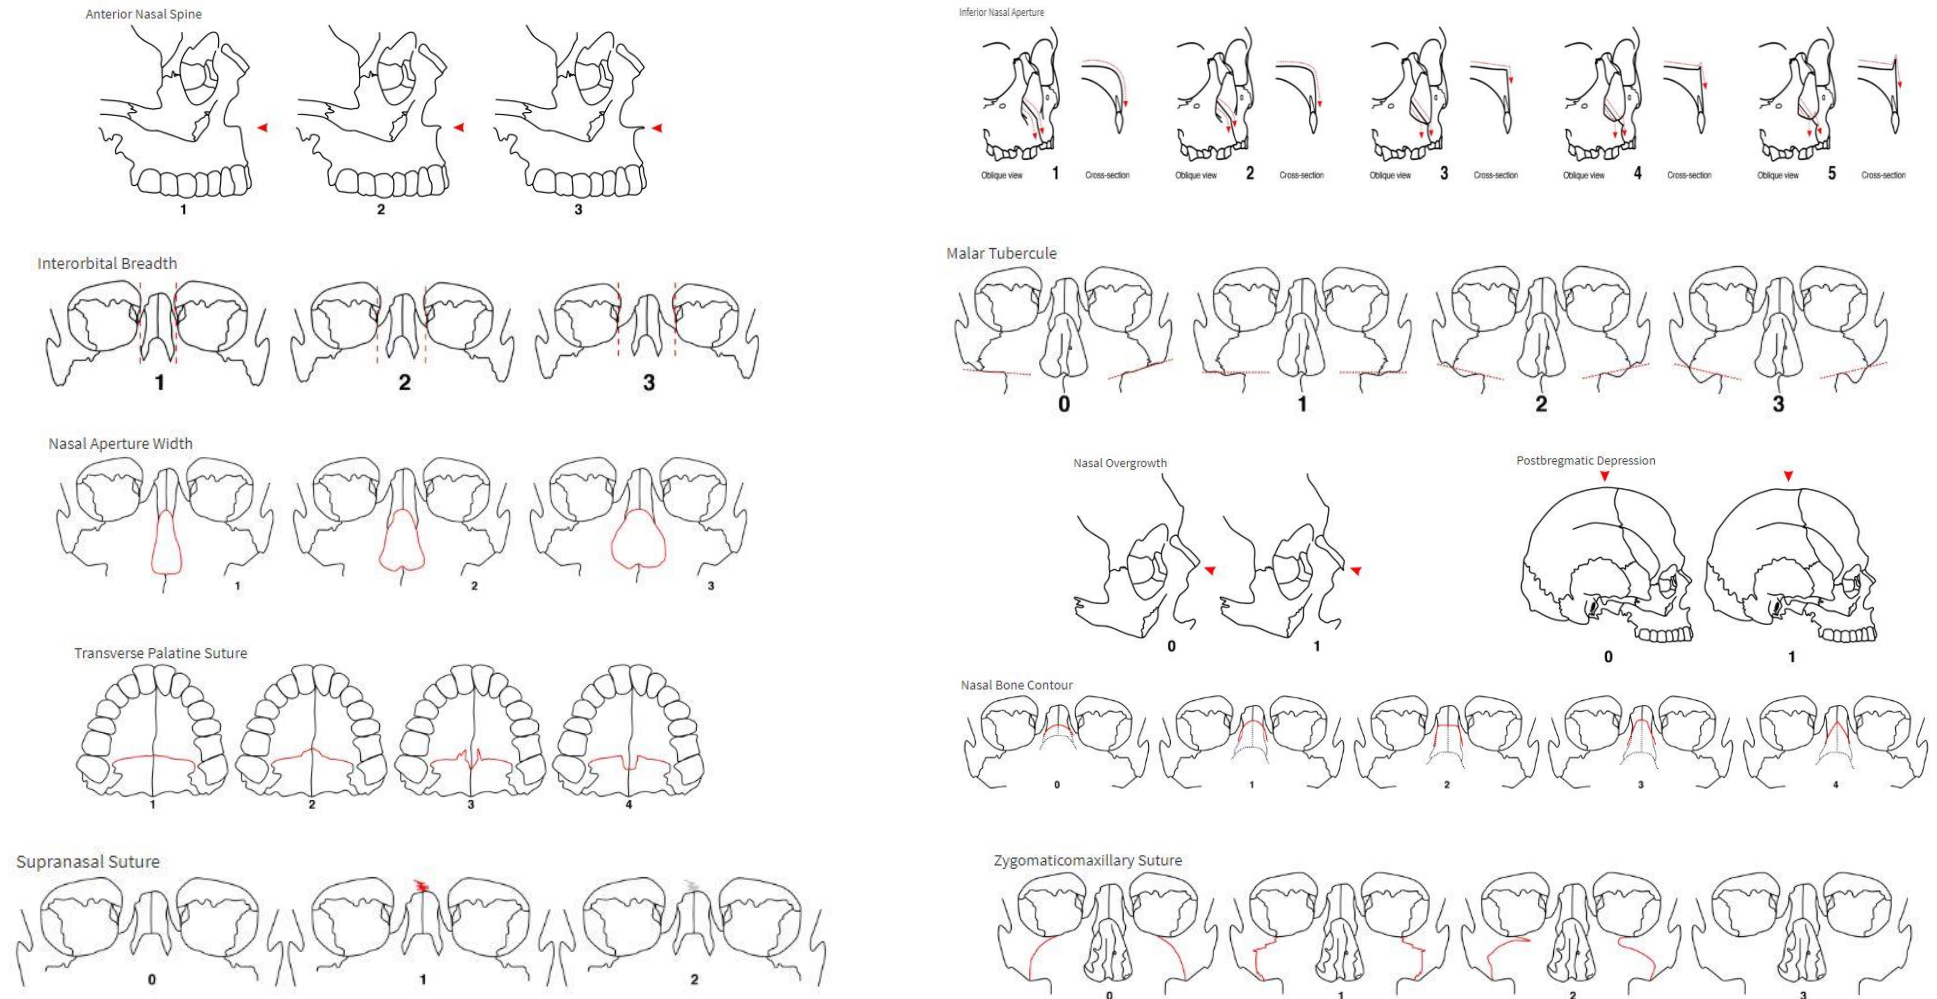 Anterior Nasal Spine
1 2 3
Interorbital Breadth
1 2 3
Nasal Aperture Width
1 2 3
Transverse Palatine Suture
1 2 3 4
Supranasal Suture
0 1 2
Inferior Nasal Aperture
Oblique view 1 Cross-section Oblique view 2 Cross-section Oblique view 3 Cross-section Oblique view 4 Cross-section Oblique view 5 Cross-section
Malar Tubercule
0 1 2 3
Nasal Overgrowth
0 1
Postbregmatic Depression
0 1
Nasal Bone Contour
0 1 2 3 4
Zygomaticomaxillary Suture
0 1 2 3